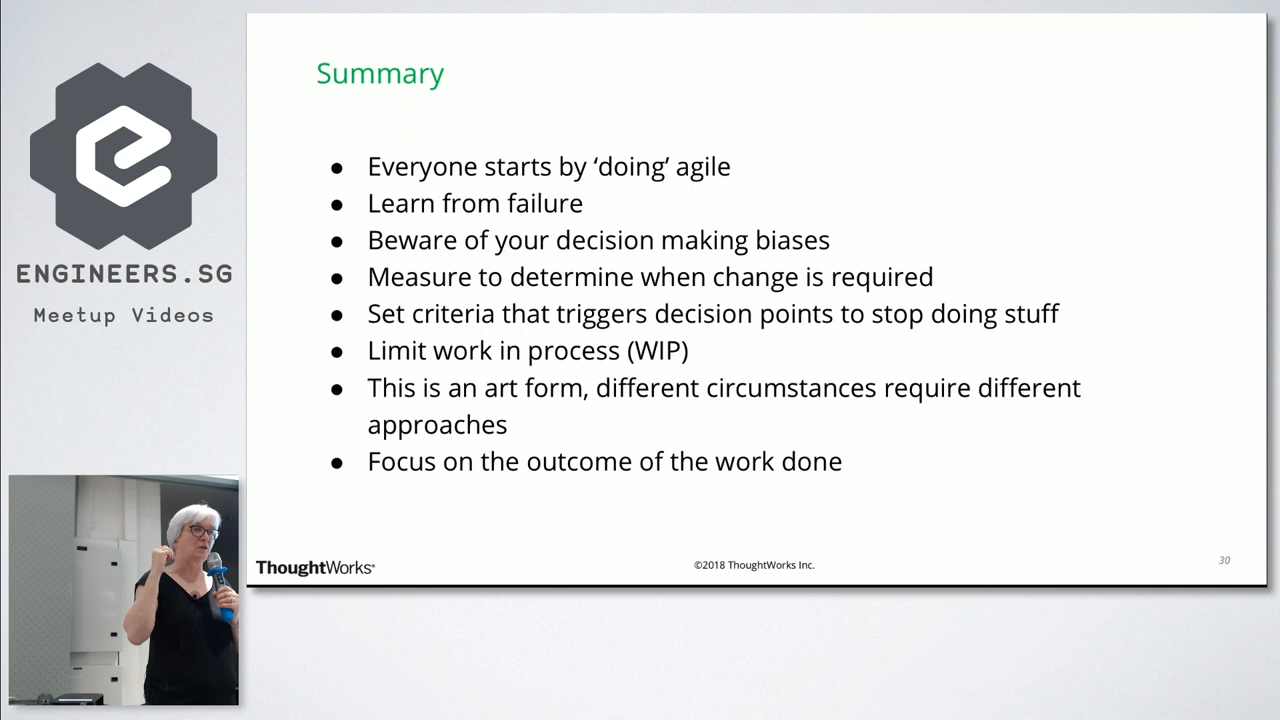 ENGINEERS.SG
Meetup Videos
Summary
● Everyone starts by ‘doing’ agile
● Learn from failure
● Beware of your decision making biases
● Measure to determine when change is required
● Set criteria that triggers decision points to stop doing stuff
● Limit work in process (WIP)
● This is an art form, different circumstances require different
approaches
● Focus on the outcome of the work done
ThoughtWorks®
©2018 ThoughtWorks Inc.
30